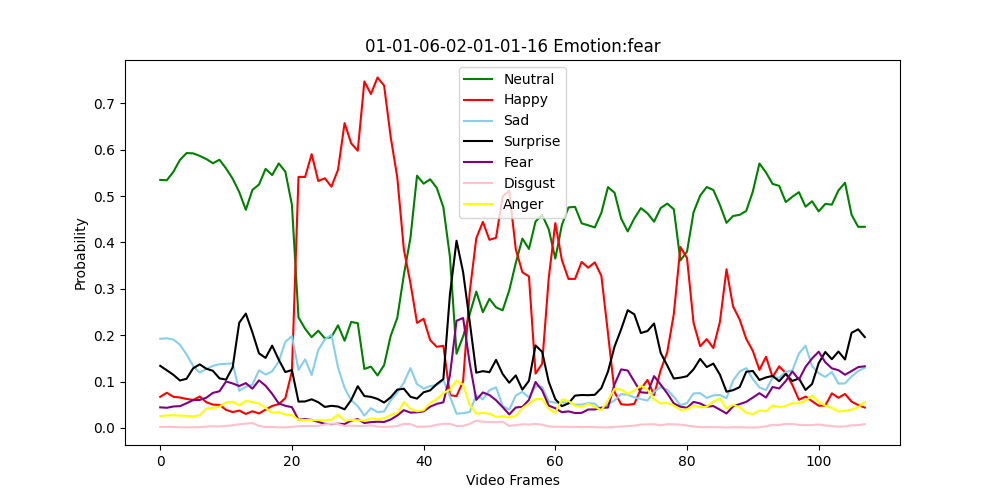 01-01-06-02-01-01-16 Emotion:fear
Neutral
Happy
Sad
Surprise
Fear
Disgust
Anger
Probability
0.7
0.6
0.5
0.4
0.3
0.2
0.1
0.0
0 20 40 60 80 100
Video Frames